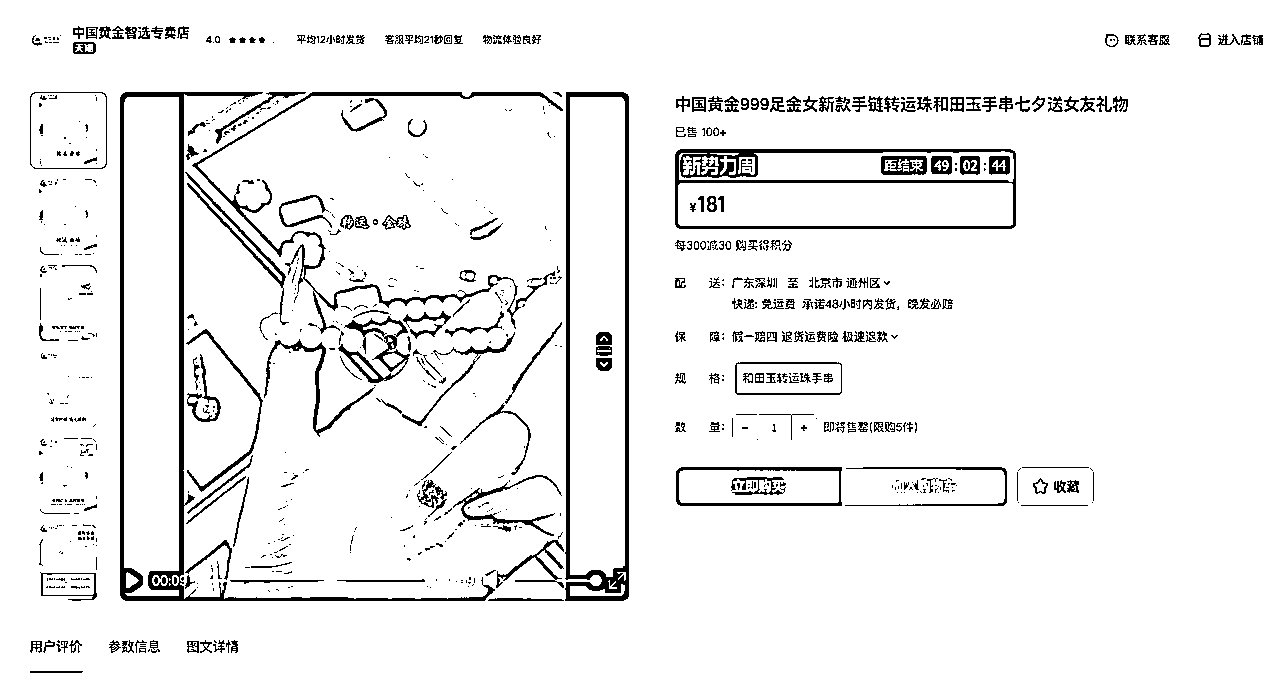 中国黄金智选专卖店
天猫
4.0 平均12小时发货 客服平均21秒回复 物流体验良好
联系客服 进入店铺
中国黄金999足金女新款手链转运珠和田玉手串七夕送女友礼物
已售 100+
新势力周 距结束 49:02:44
¥181
每300减30 购买得积分
配送: 广东深圳 至 北京市 通州区
快递: 免运费 承诺48小时内发货, 晚发必赔
保障: 假一赔四 退货运费险 极速退款
规格: 和田玉转运珠手串
数量: - 1 + 即将售罄(限购5件)
立即购买 加入购物车 收藏
转运·金珠
00:09
用户评价 参数信息 图文详情